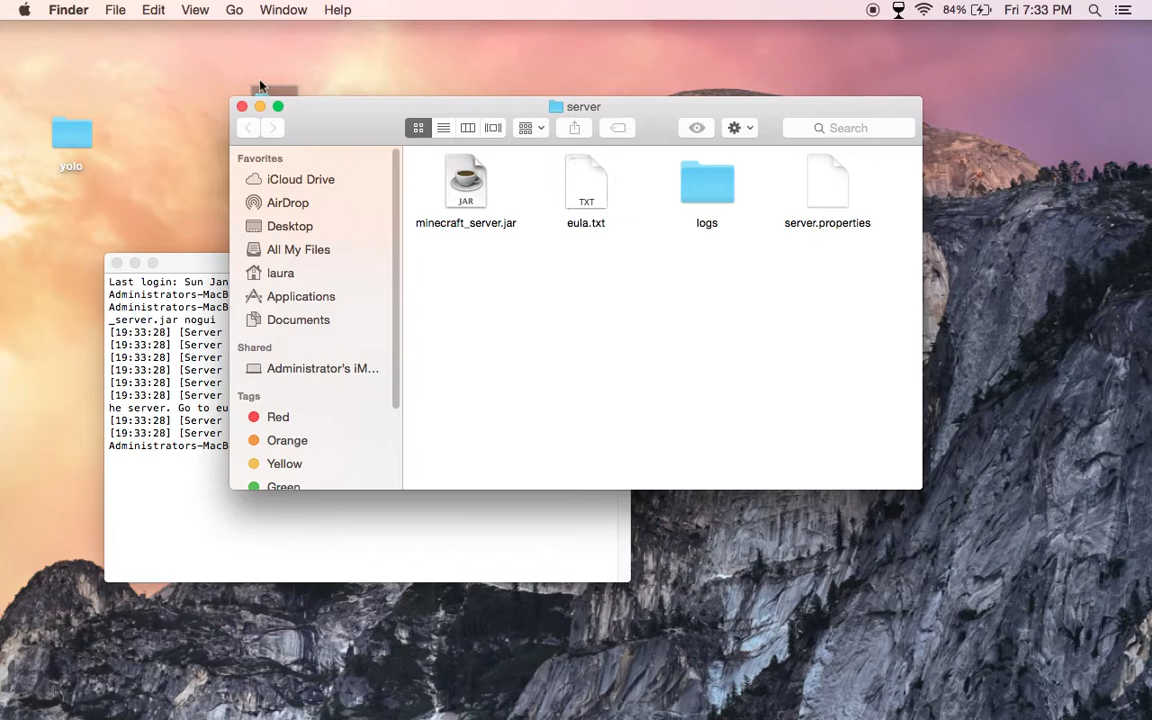 Finder File Edit View Go Window Help
84% Fri 7:33 PM
server
Search
yolo
Favorites
iCloud Drive
AirDrop
Desktop
All My Files
laura
Applications
Documents
Shared
Administrator's iM...
Tags
Red
Orange
Yellow
Green
JAR
minecraft_server.jar
TXT
eula.txt
logs
server.properties
Last login: Sun Jan
Administrators-MacB
Administrators-MacB
_server.jar nogui
[19:33:28] [Server
[19:33:28] [Server
[19:33:28] [Server
[19:33:28] [Server
[19:33:28] [Server
[19:33:28] [Server
he server. Go to eu
[19:33:28] [Server
[19:33:28] [Server
Administrators-MacB